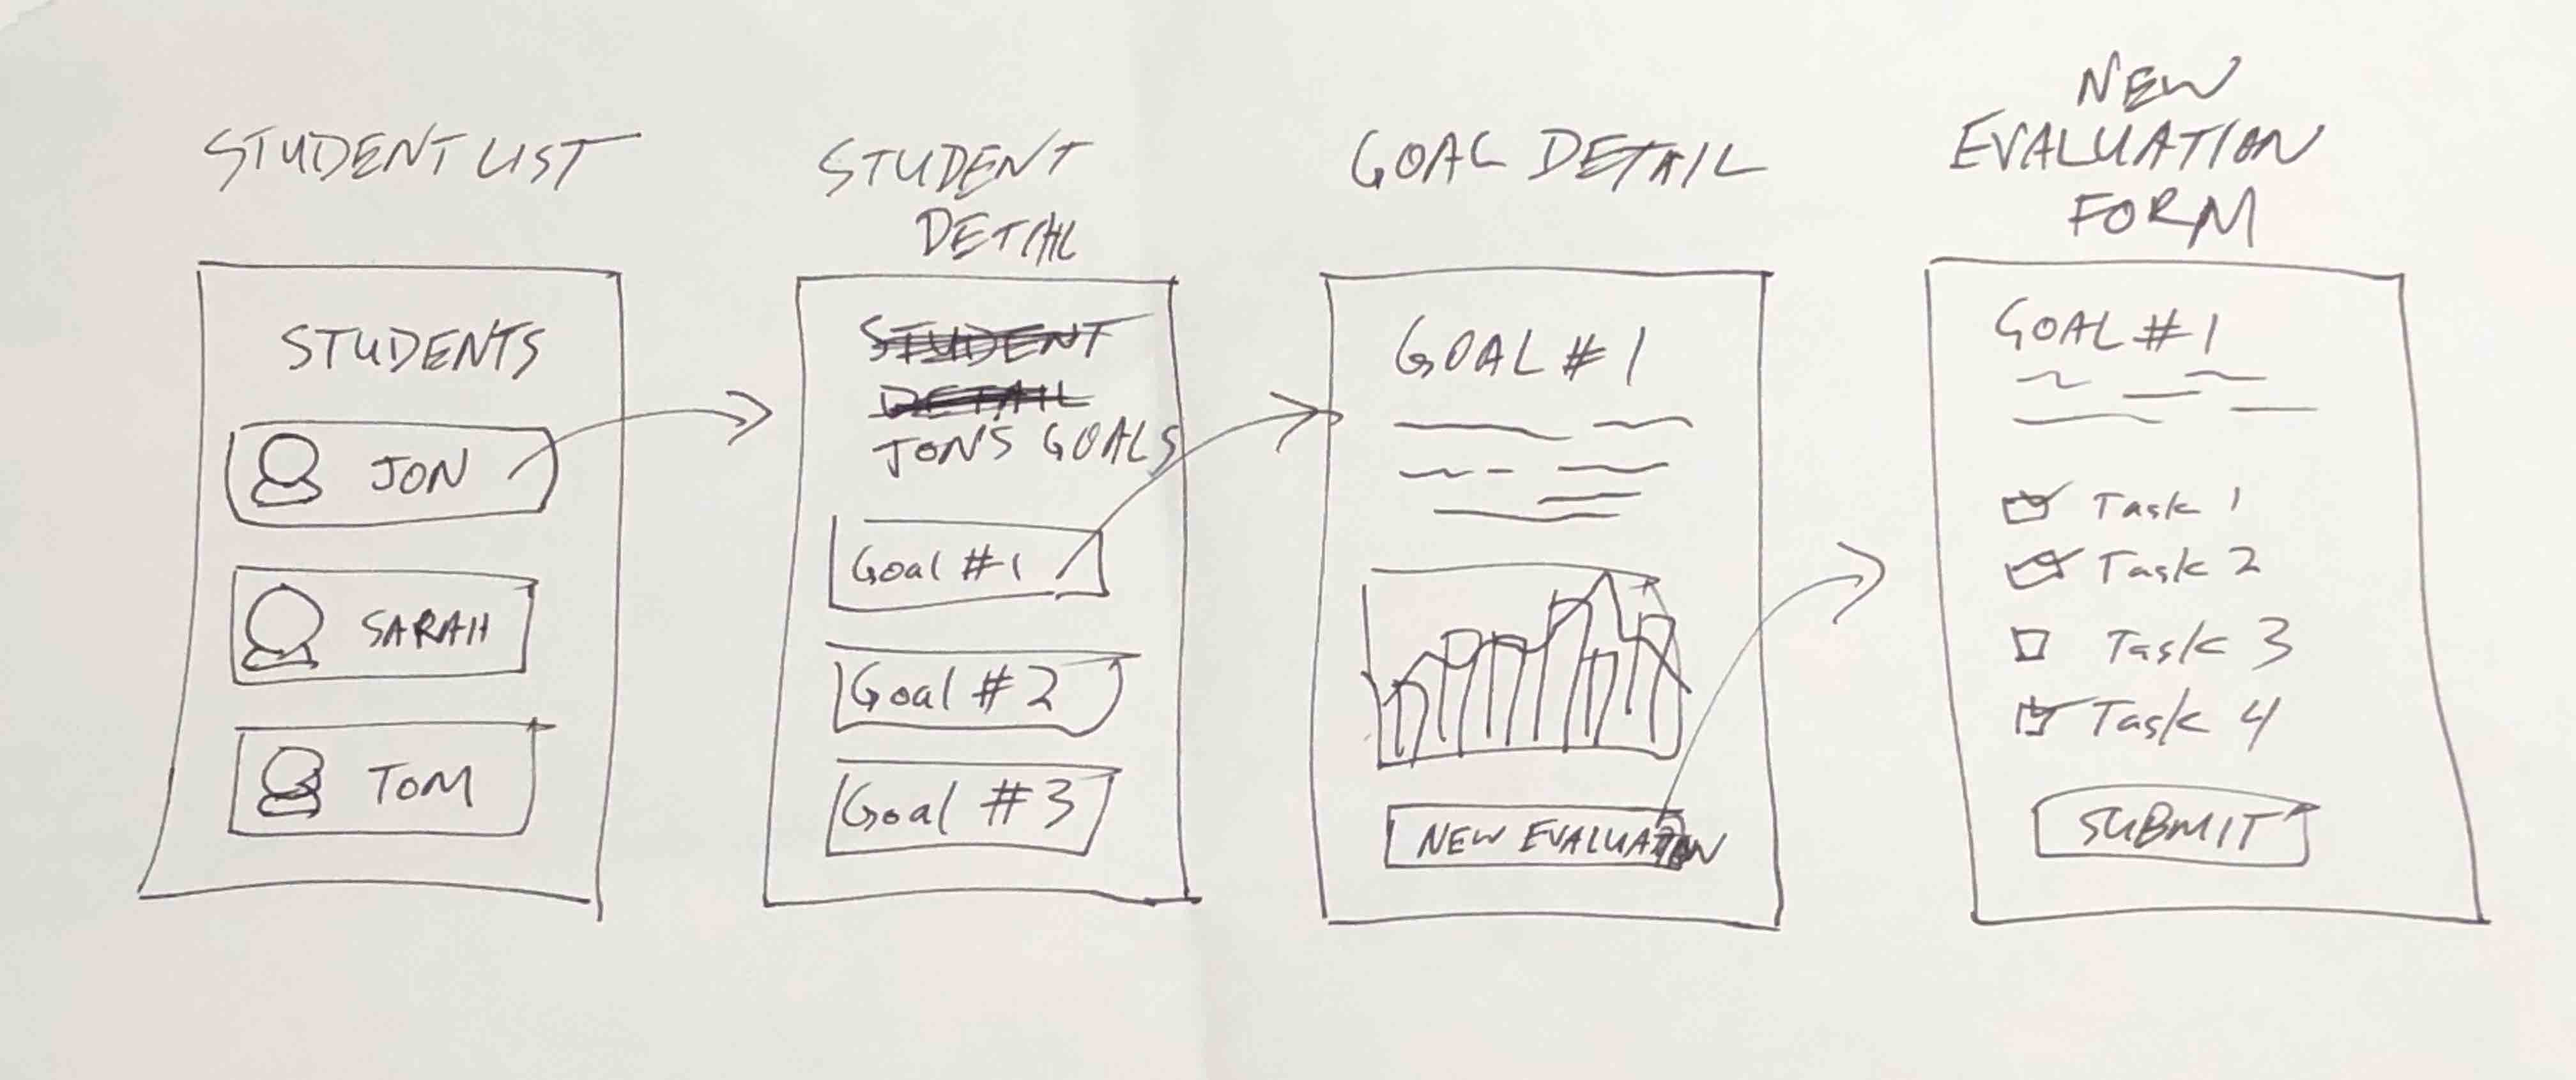 STUDENT LIST
STUDENTS
JON
SARAH
TOM
STUDENT
DETAIL
STUDENT
DETAIL
JON'S GOALS
Goal #1
Goal #2
Goal #3
GOAL DETAIL
GOAL #1
NEW EVALUATION
NEW
EVALUATION
FORM
GOAL #1
Task 1
Task 2
Task 3
Task 4
SUBMIT